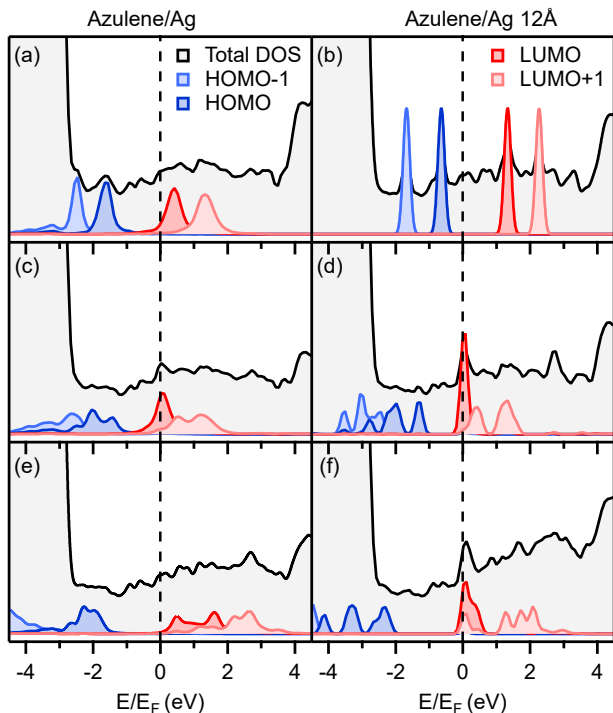 Azulene/Ag
Azulene/Ag 12Å
(a)
Total DOS
HOMO-1
HOMO
(b)
LUMO
LUMO+1
(c)
(d)
(e)
(f)
-4 -2 0 2 4
-4 -2 0 2 4
E/E_F (eV)
E/E_F (eV)